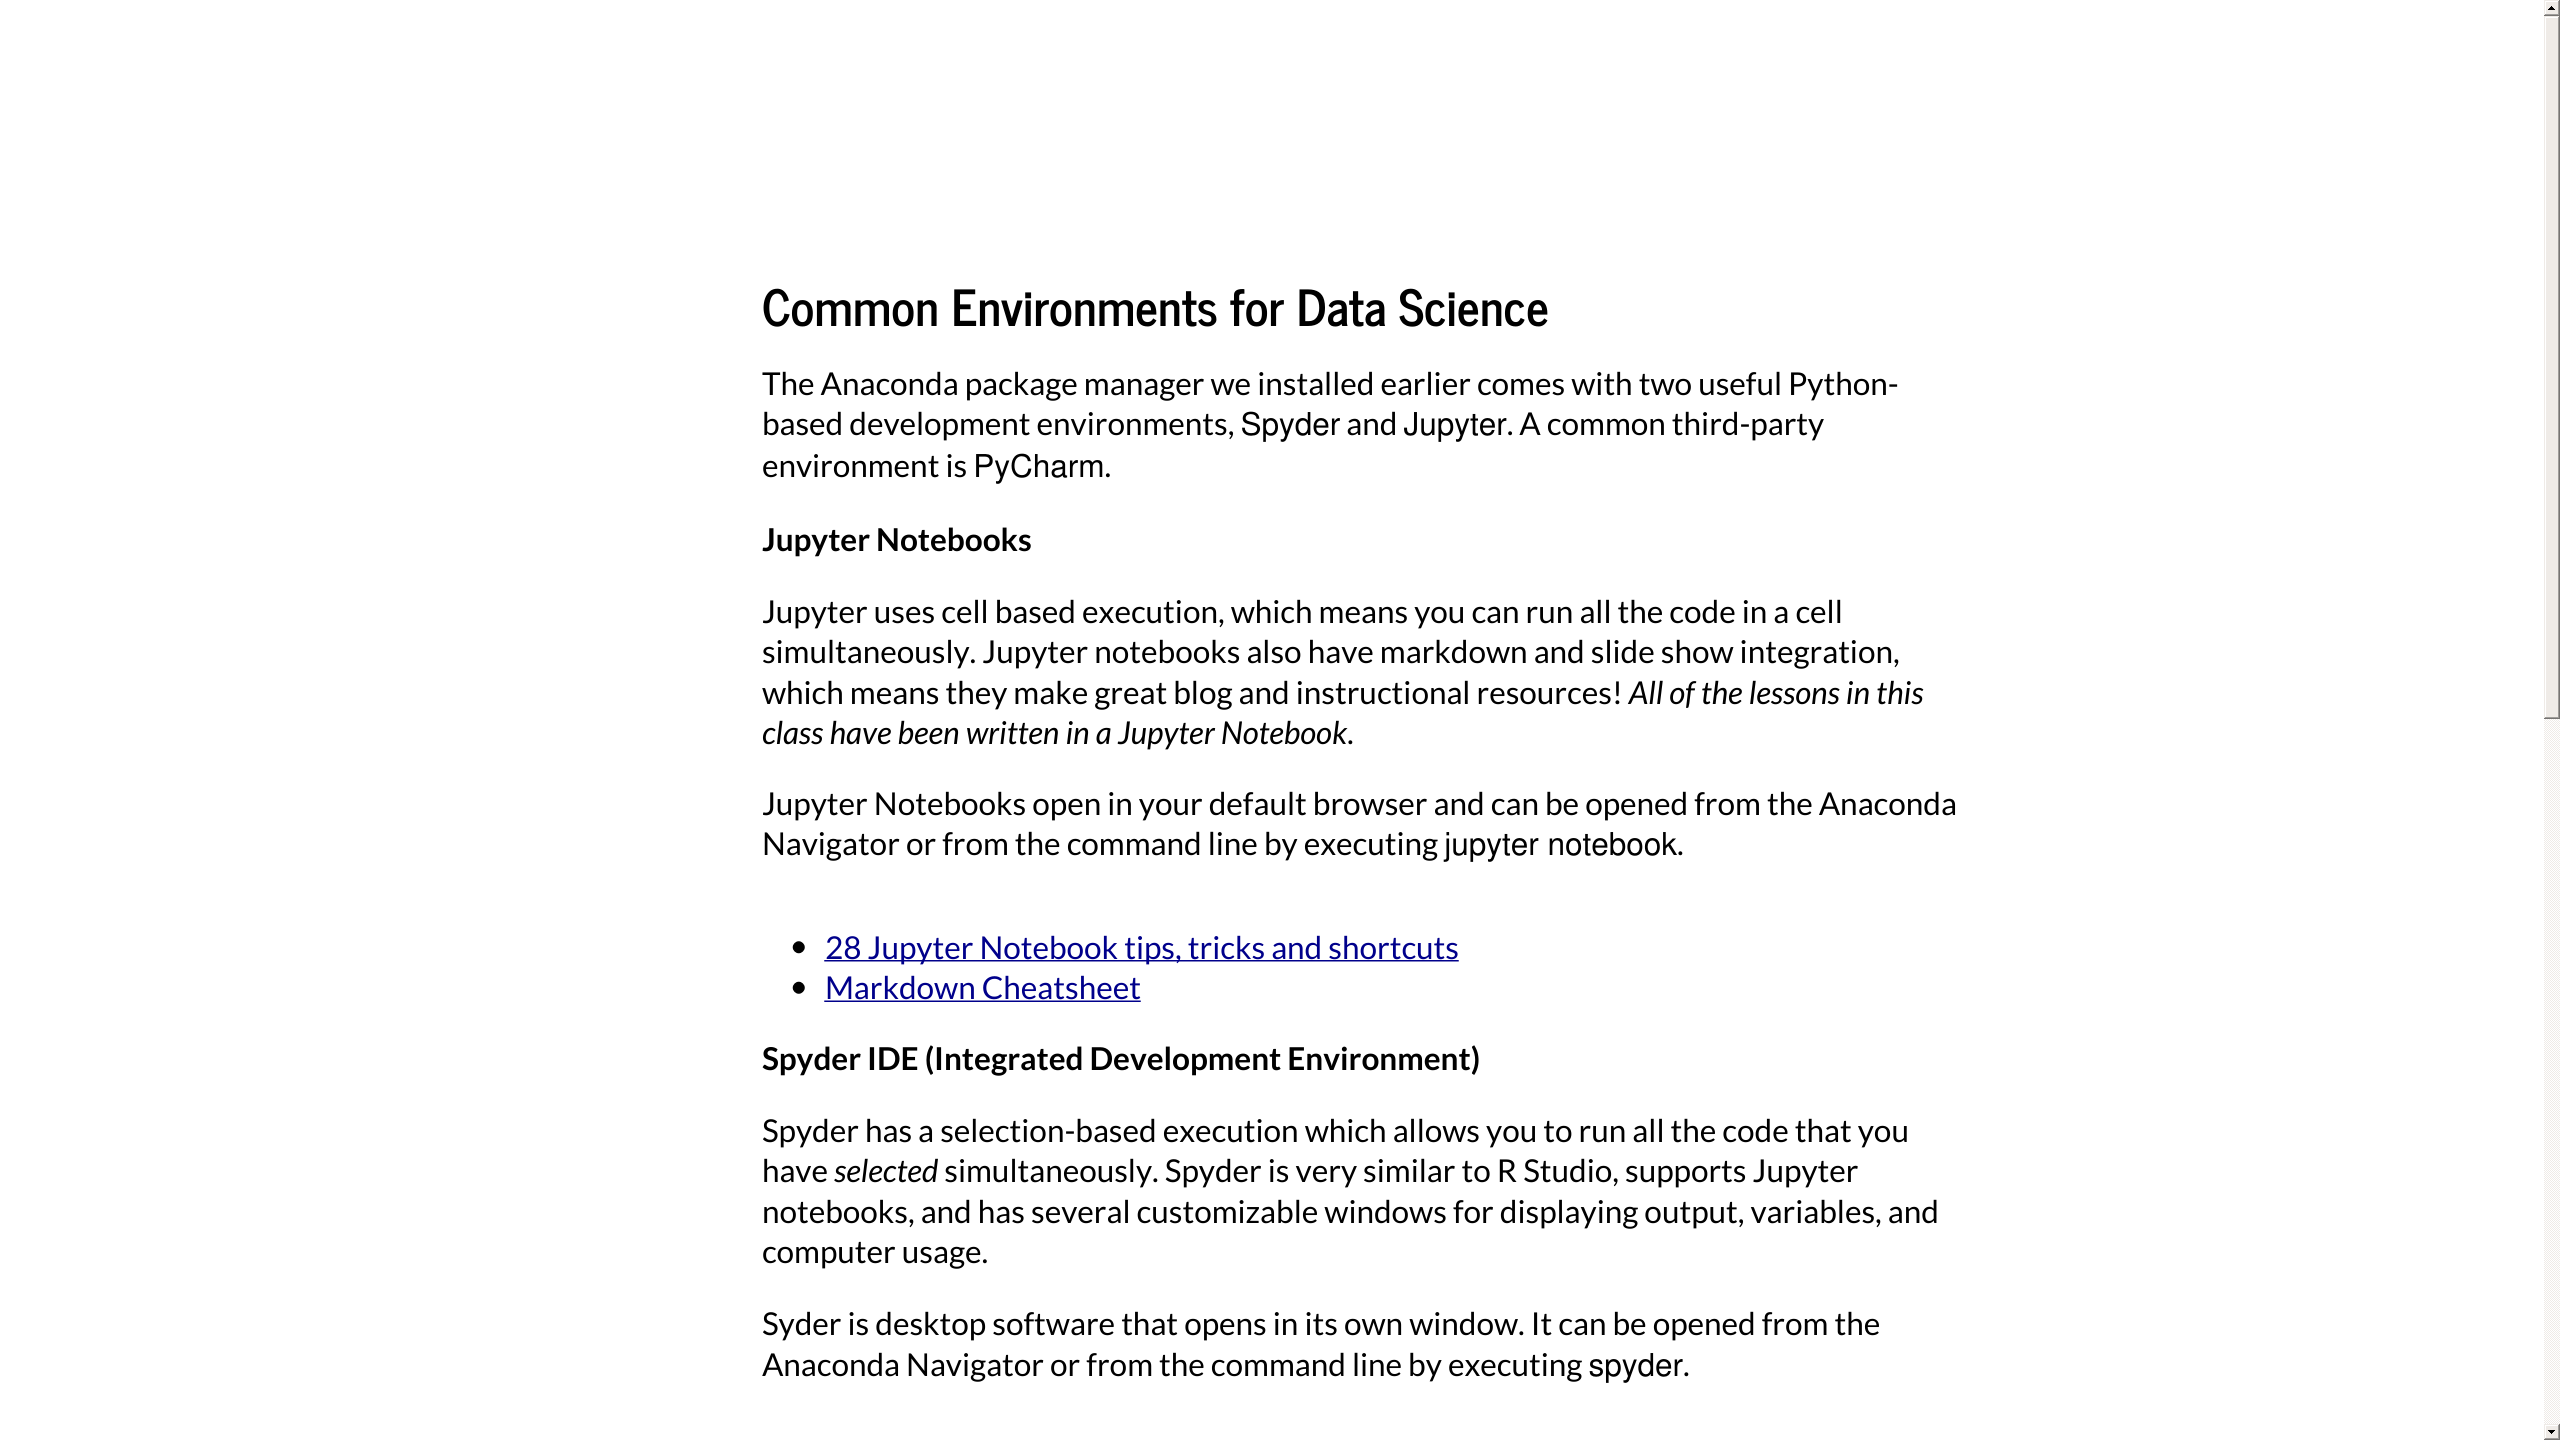 Common Environments for Data Science
The Anaconda package manager we installed earlier comes with two useful Python-
based development environments, Spyder and Jupyter. A common third-party
environment is PyCharm.
Jupyter Notebooks
Jupyter uses cell based execution, which means you can run all the code in a cell
simultaneously. Jupyter notebooks also have markdown and slide show integration,
which means they make great blog and instructional resources! All of the lessons in this
class have been written in a Jupyter Notebook.
Jupyter Notebooks open in your default browser and can be opened from the Anaconda
Navigator or from the command line by executing jupyter notebook.
• 28 Jupyter Notebook tips, tricks and shortcuts
• Markdown Cheatsheet
Spyder IDE (Integrated Development Environment)
Spyder has a selection-based execution which allows you to run all the code that you
have selected simultaneously. Spyder is very similar to R Studio, supports Jupyter
notebooks, and has several customizable windows for displaying output, variables, and
computer usage.
Syder is desktop software that opens in its own window. It can be opened from the
Anaconda Navigator or from the command line by executing spyder.